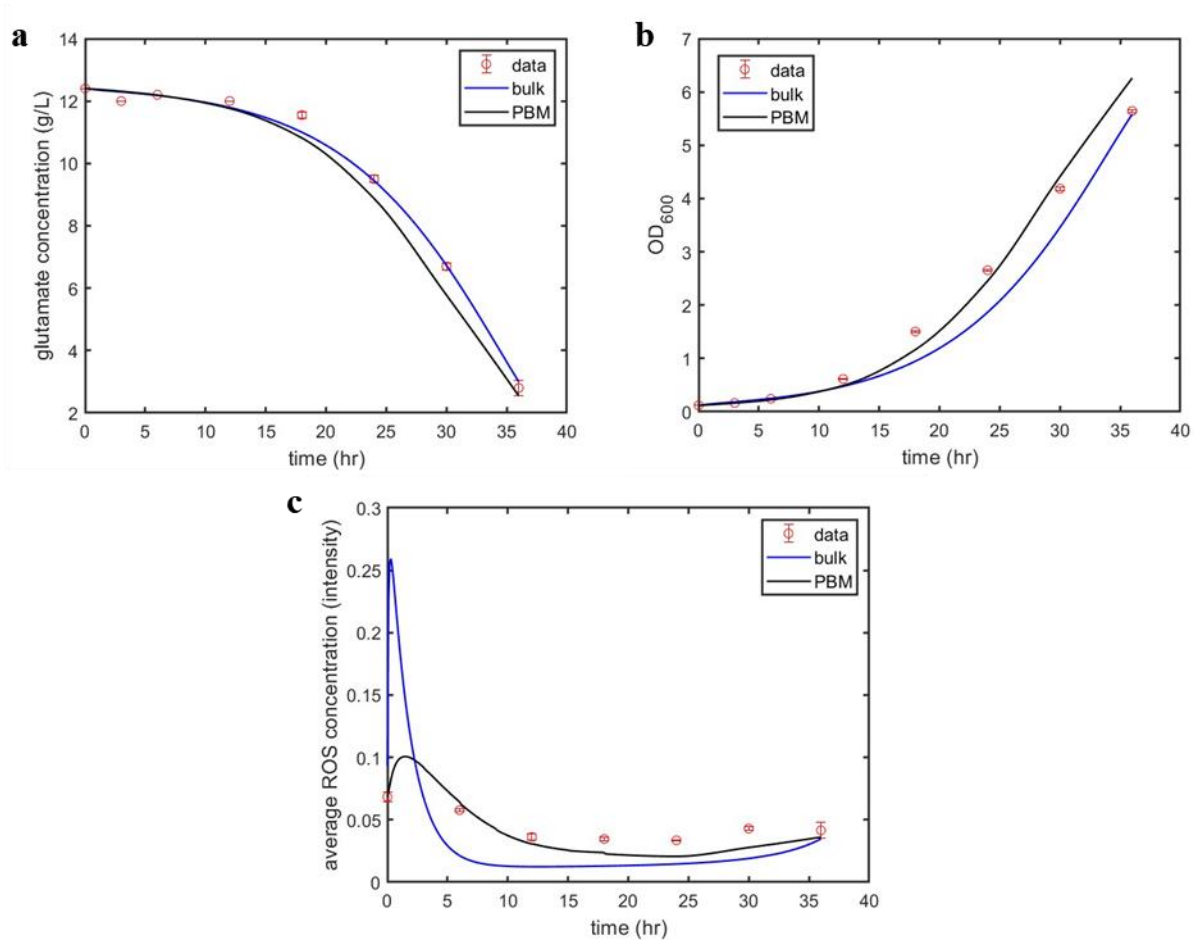 a
14
12
10
8
6
4
2
0 5 10 15 20 25 30 35 40
glutamate concentration (g/L)
time (hr)
data
bulk
PBM
b
7
6
5
4
3
2
1
0
0 5 10 15 20 25 30 35 40
OD600
time (hr)
data
bulk
PBM
c
0.3
0.25
0.2
0.15
0.1
0.05
0
0 5 10 15 20 25 30 35 40
average ROS concentration (intensity)
time (hr)
data
bulk
PBM